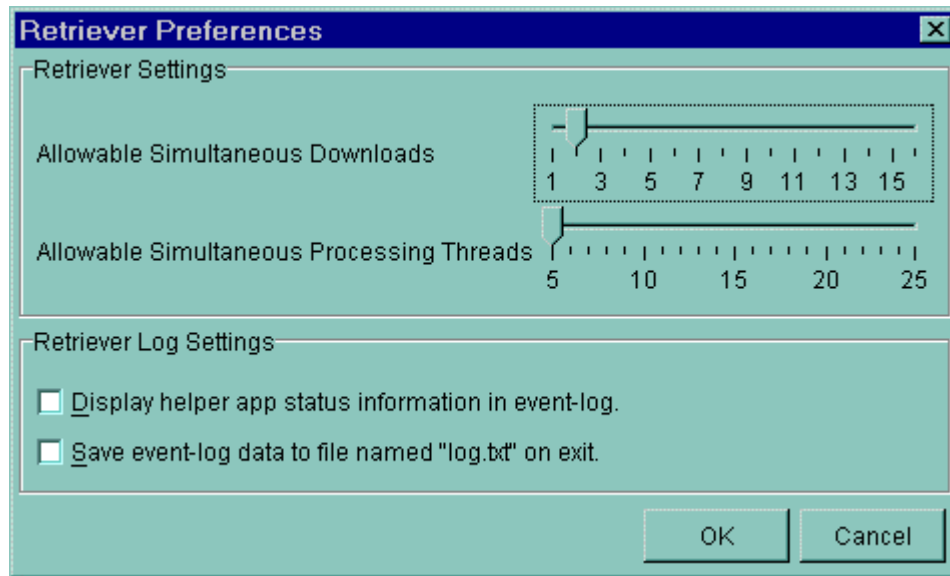 Retriever Preferences
Retriever Settings
Allowable Simultaneous Downloads
1 3 5 7 9 11 13 15
Allowable Simultaneous Processing Threads
5 10 15 20 25
Retriever Log Settings
Display helper app status information in event-log.
Save event-log data to file named "log.txt" on exit.
OK Cancel